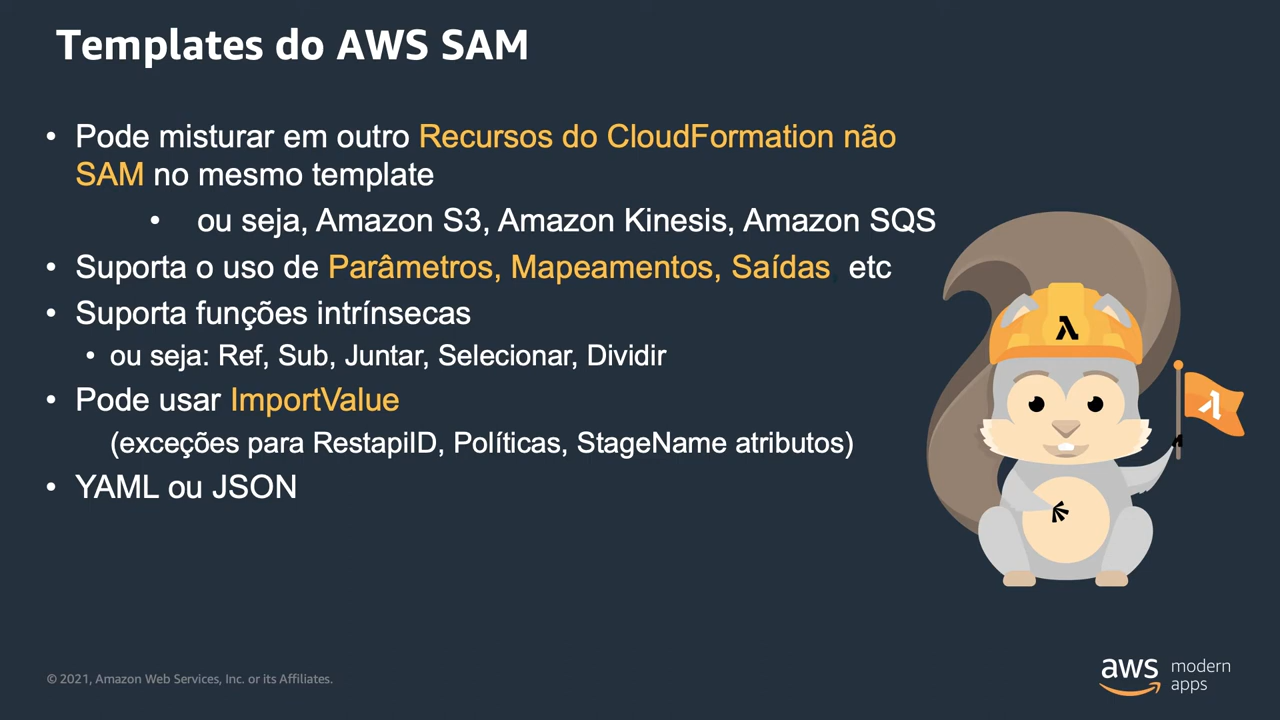 Templates do AWS SAM
• Pode misturar em outro Recursos do CloudFormation não
SAM no mesmo template
• ou seja, Amazon S3, Amazon Kinesis, Amazon SQS
• Suporta o uso de Parâmetros, Mapeamentos, Saídas etc
• Suporta funções intrínsecas
• ou seja: Ref, Sub, Juntar, Selecionar, Dividir
• Pode usar ImportValue
(exceções para RestapiID, Políticas, StageName atributos)
• YAML ou JSON
λ
λ
© 2021, Amazon Web Services, Inc. or its Affiliates.
aws modern
apps